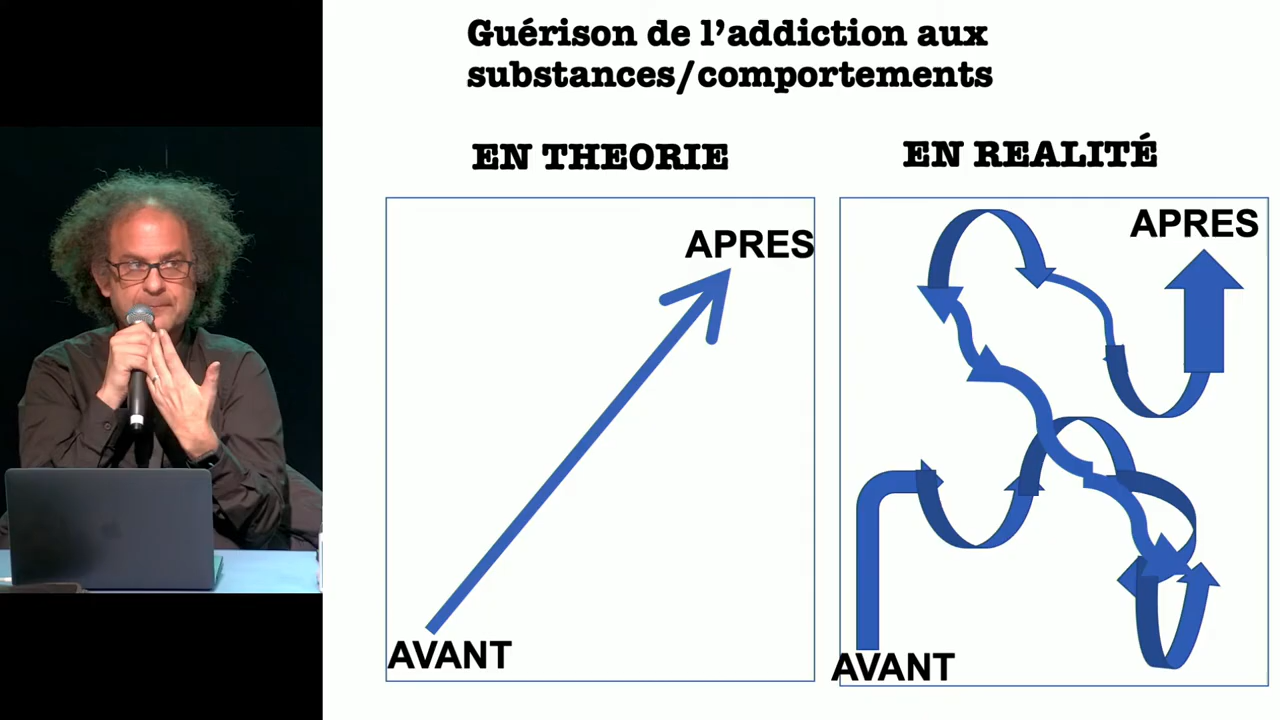 Guérison de l’addiction aux
substances/comportements
EN THEORIE
EN REALITÉ
APRES
AVANT
APRES
AVANT